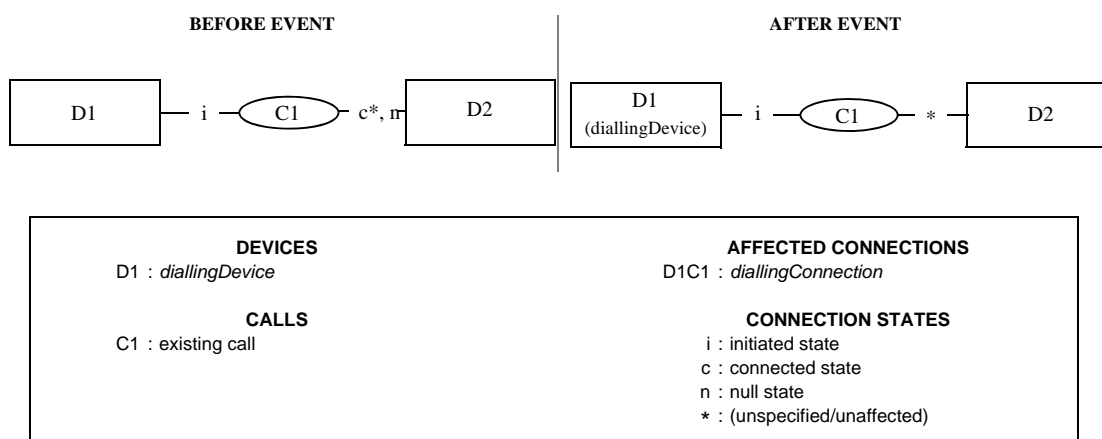 BEFORE EVENT
AFTER EVENT
D1 i C1 c*, n D2
D1
(diallingDevice)
i C1 * D2
DEVICES
D1 : diallingDevice
CALLS
C1 : existing call
AFFECTED CONNECTIONS
D1C1 : diallingConnection
CONNECTION STATES
i : initiated state
c : connected state
n : null state
* : (unspecified/unaffected)